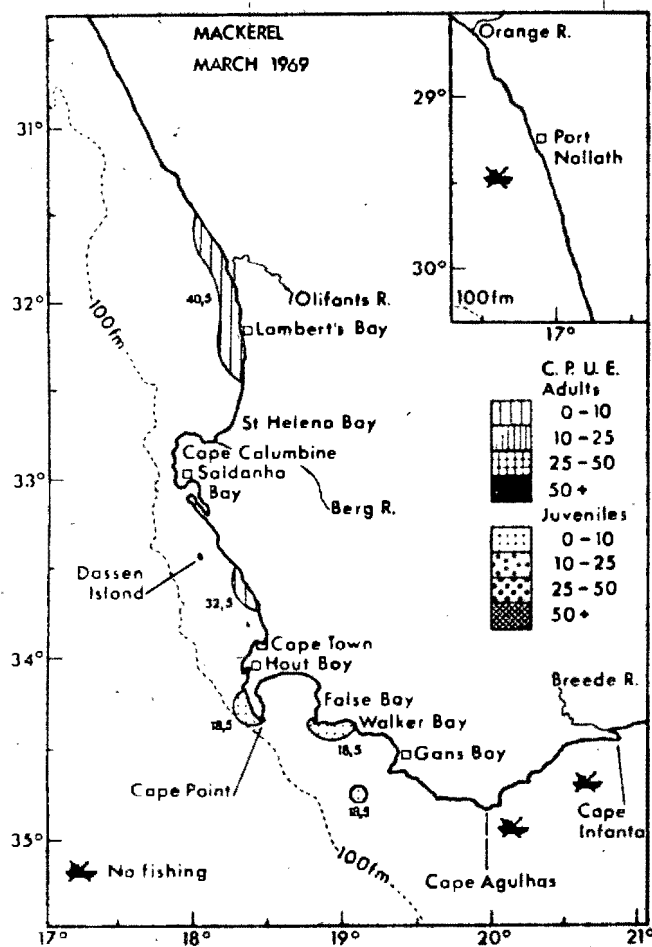 MACKEREL
MARCH 1969
Orange R.
29°
Port
Nollath
30°
100fm
17°
31°
32°
33°
34°
35°
100fm
40,5
Olifants R.
Lambert's Bay
St Helena Bay
Cape Calumbine
Saldanha
Bay
Berg R.
Dassen
Island
32,5
Cape Town
Hout Bay
False Bay
Walker Bay
18,5
18,5
Gans Bay
Breede R.
Cape Point
18,5
Cape
Infanta
100fm
Cape Agulhas
No fishing
C. P. U. E.
Adults
0-10
10-25
25-50
50+
Juveniles
0-10
10-25
25-50
50+
17°
18°
19°
20°
21°